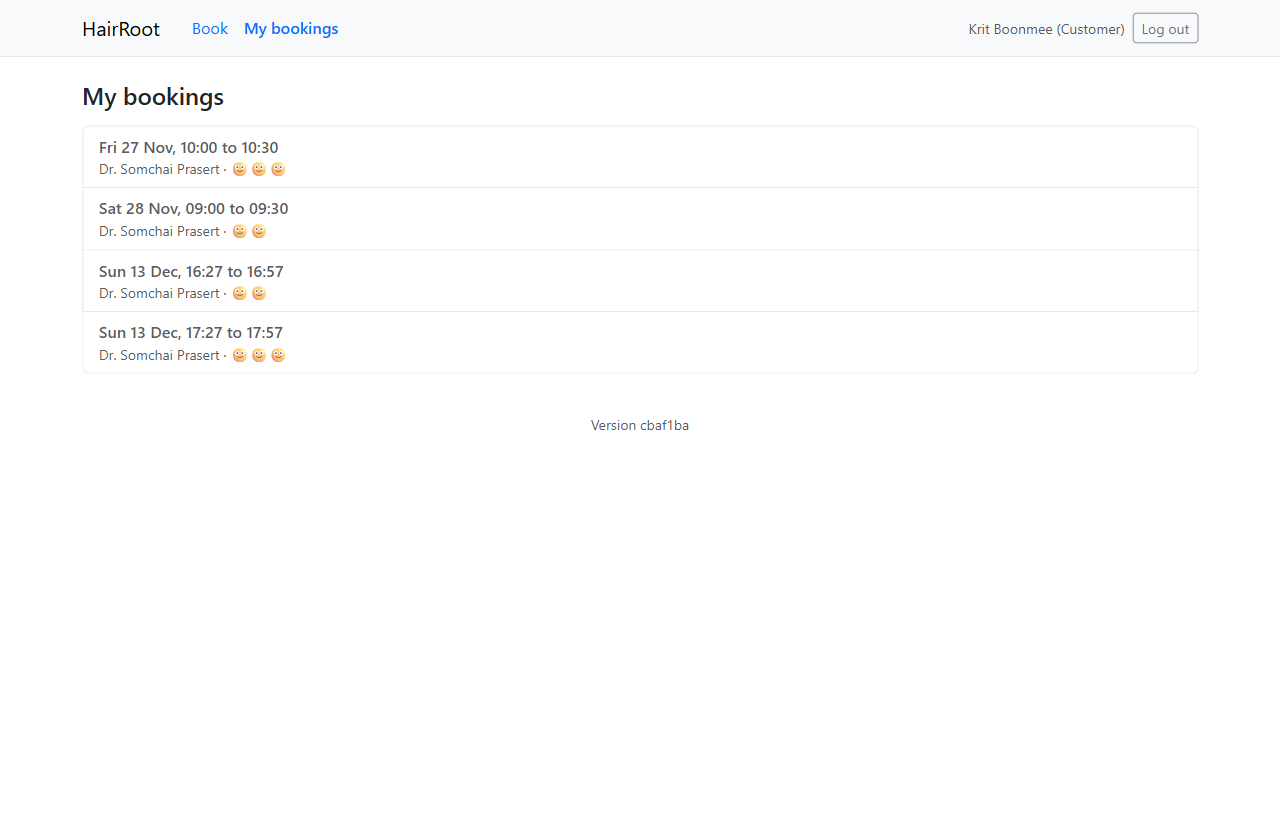 HairRoot Book My bookings Krit Boonmee (Customer) Log out
My bookings
Fri 27 Nov, 10:00 to 10:30
Dr. Somchai Prasert ·
Sat 28 Nov, 09:00 to 09:30
Dr. Somchai Prasert ·
Sun 13 Dec, 16:27 to 16:57
Dr. Somchai Prasert ·
Sun 13 Dec, 17:27 to 17:57
Dr. Somchai Prasert ·
Version cbaf1ba